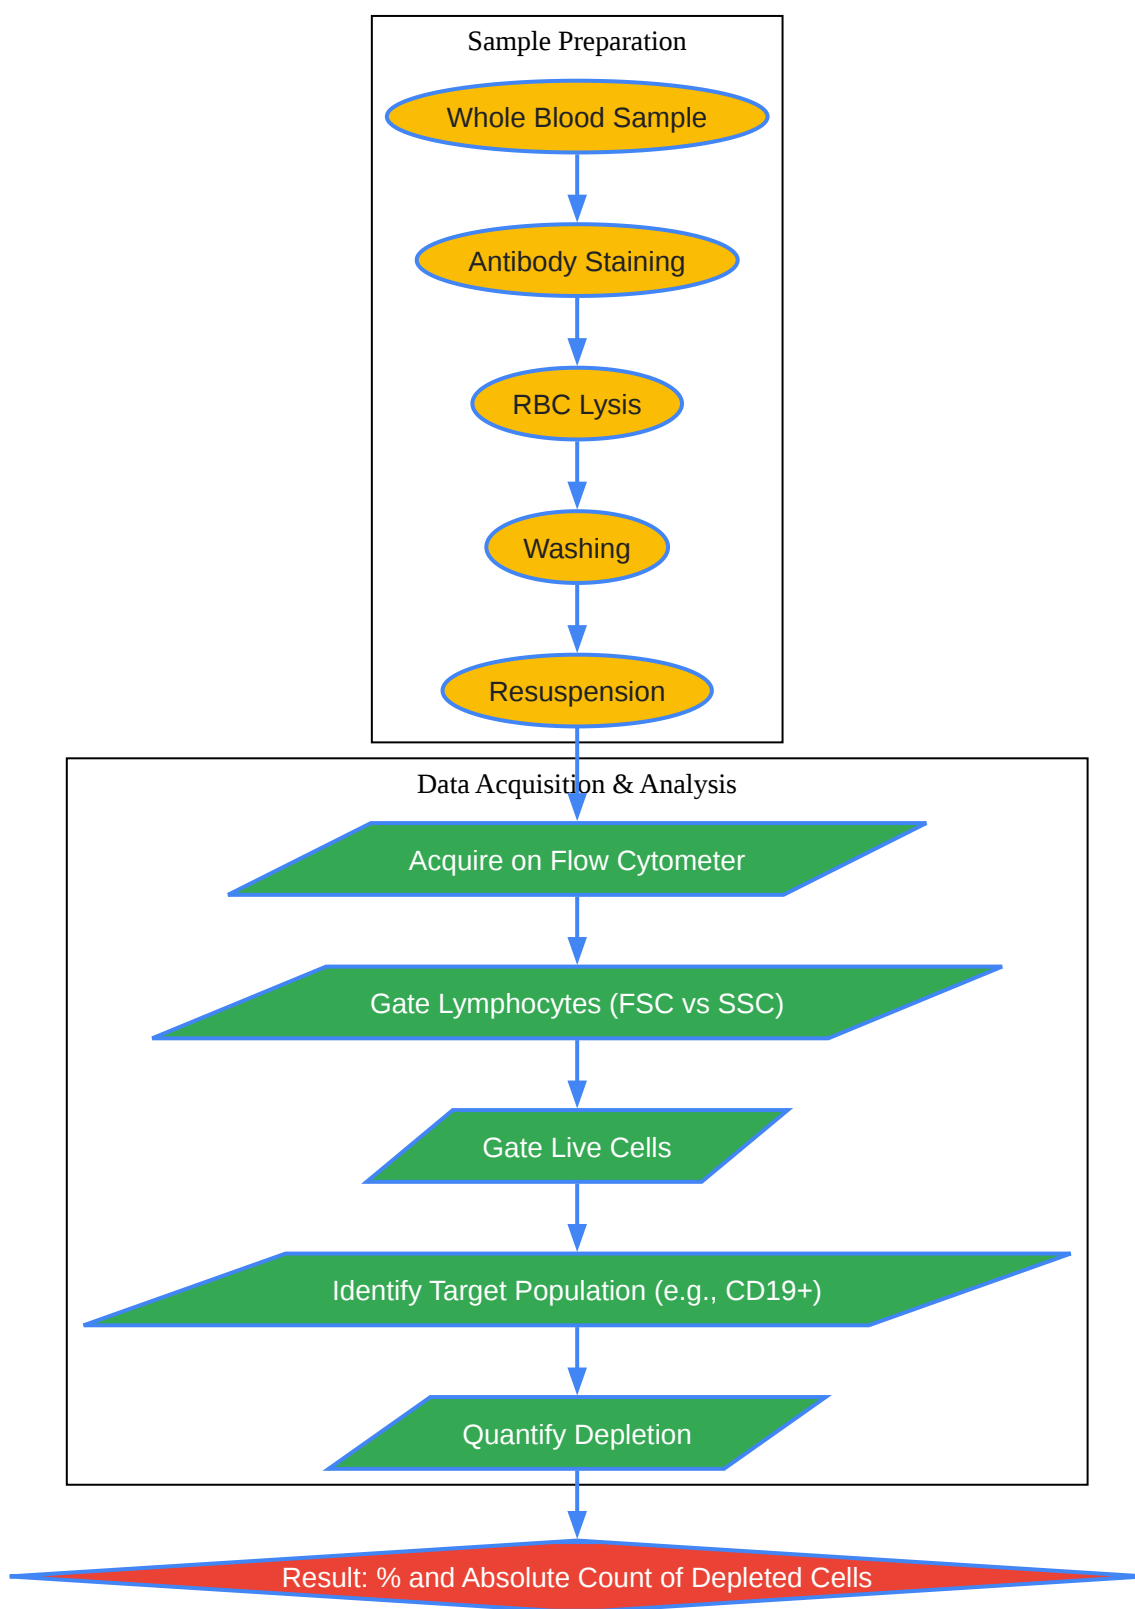 Sample Preparation
Whole Blood Sample
Antibody Staining
RBC Lysis
Washing
Resuspension
Data Acquisition & Analysis
Acquire on Flow Cytometer
Gate Lymphocytes (FSC vs SSC)
Gate Live Cells
Identify Target Population (e.g., CD19+)
Quantify Depletion
Result: % and Absolute Count of Depleted Cells